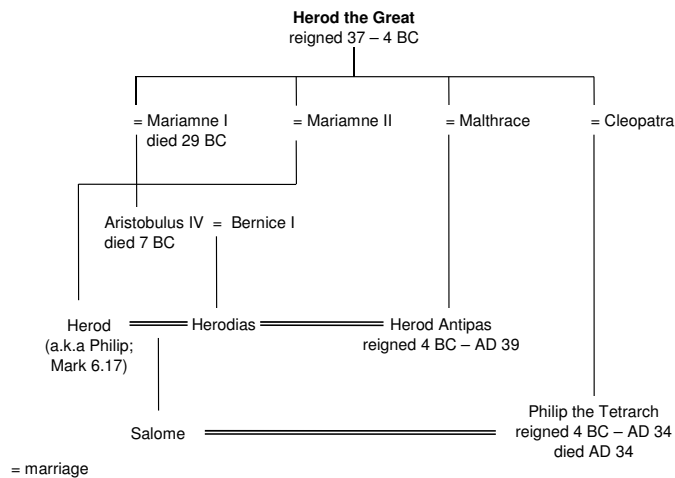 Herod the Great
reigned 37 – 4 BC
= Mariamne I
died 29 BC
= Mariamne II
= Malthrace
= Cleopatra
Aristobulus IV = Bernice I
died 7 BC
Herod
(a.k.a Philip;
Mark 6.17)
Herodias
Herod Antipas
reigned 4 BC – AD 39
Salome
Philip the Tetrarch
reigned 4 BC – AD 34
died AD 34
= marriage